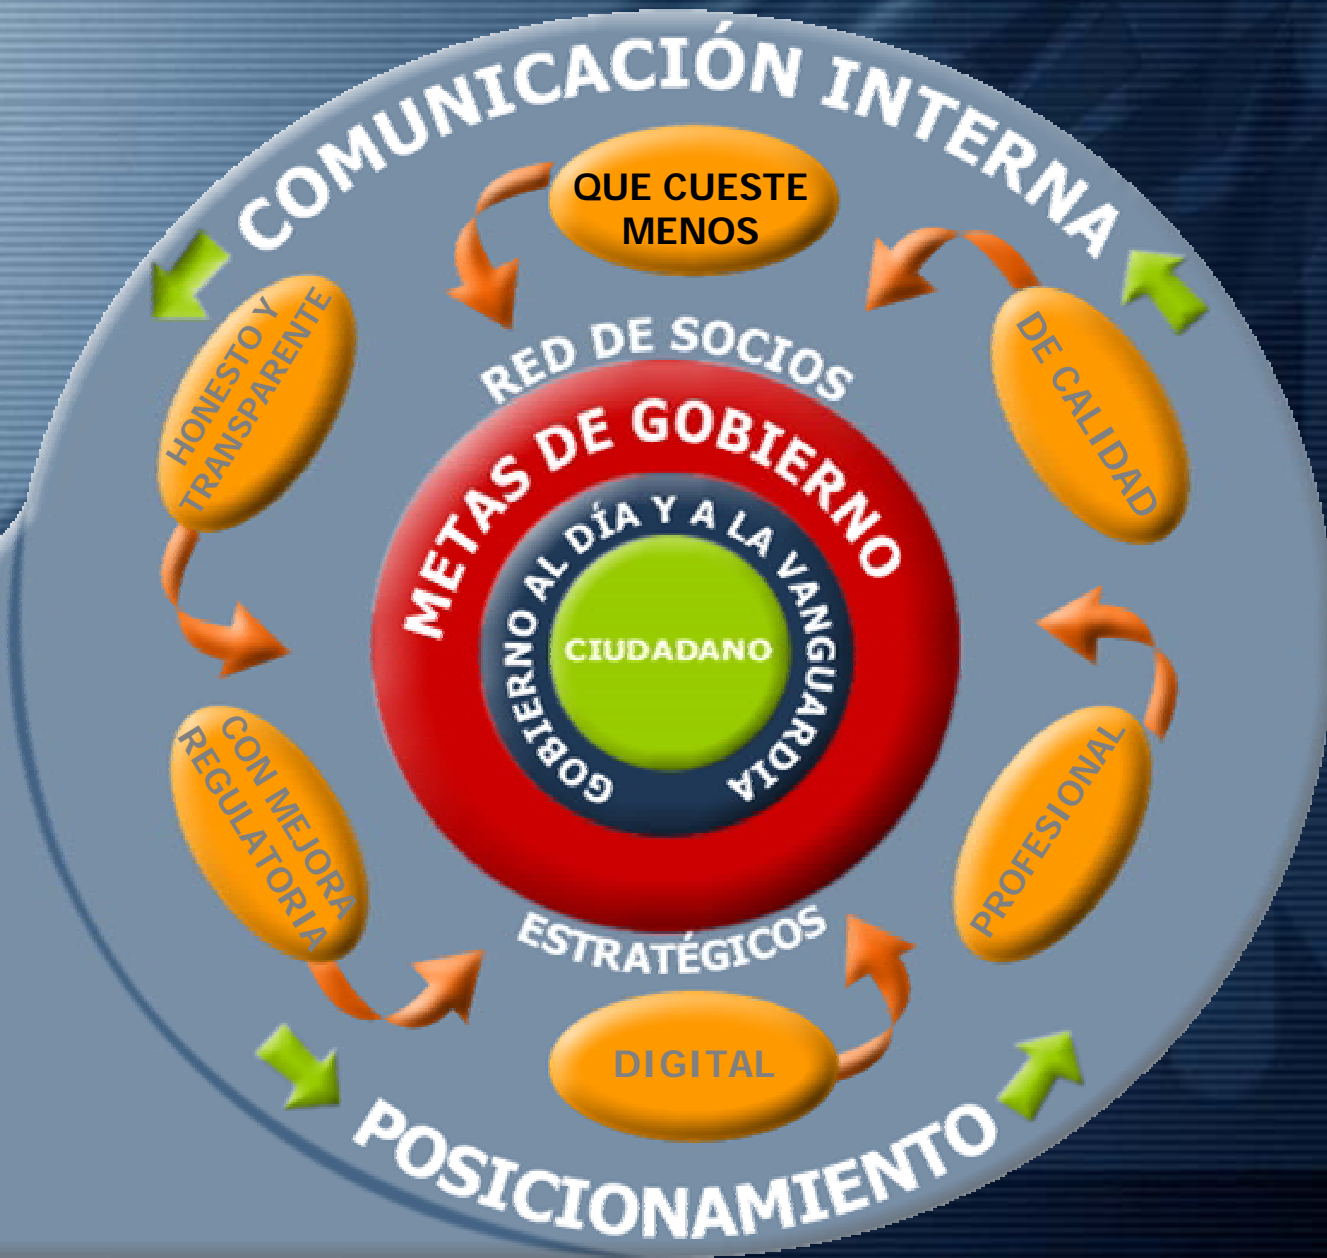 COMUNICACIÓN INTERNA
QUE CUESTE
MENOS
HONESTO Y
TRANSPARENTE
DE CALIDAD
RED DE SOCIOS
METAS DE GOBIERNO
GOBIERNO AL DÍA Y A LA VANGUARDIA
CIUDADANO
CON MEJORA
REGULATORIA
PROFESIONAL
ESTRATÉGICOS
DIGITAL
POSICIONAMIENTO